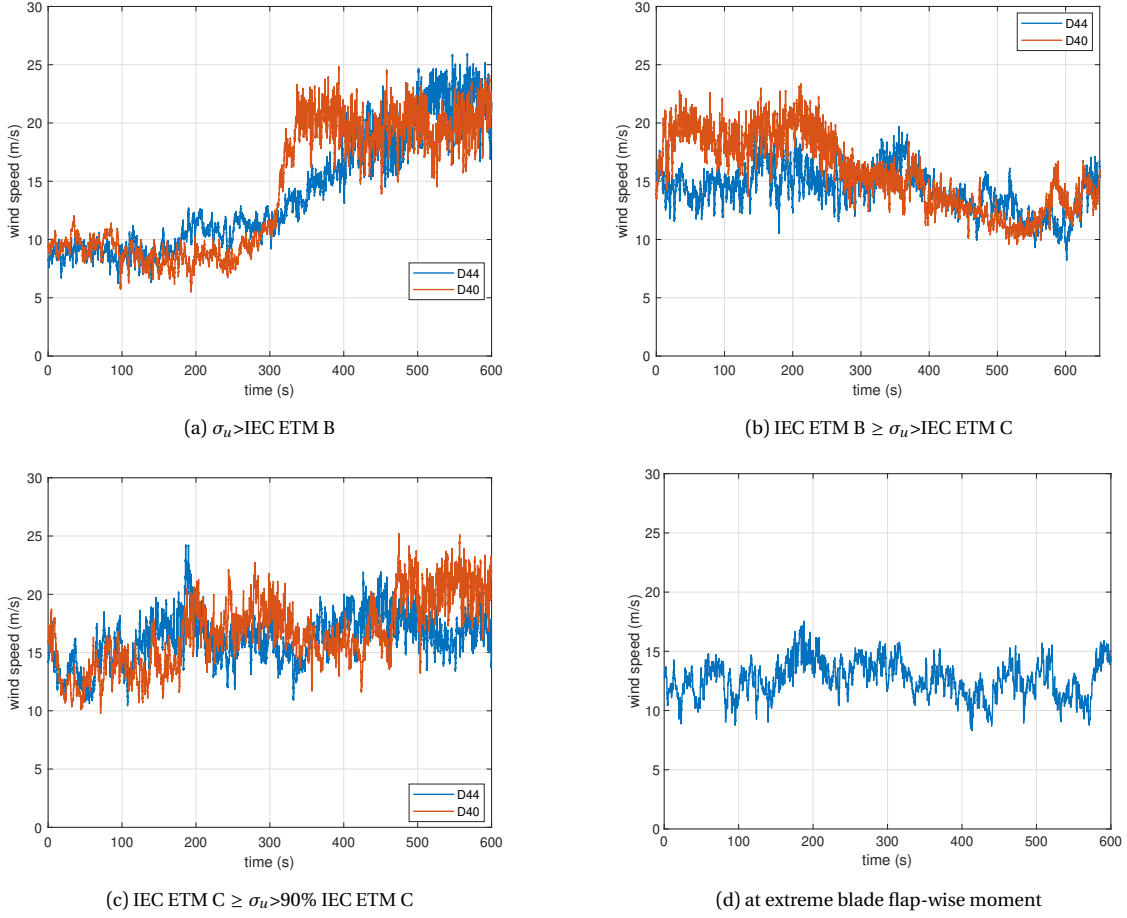 30
25
20
15
10
5
0
wind speed (m/s)
0 100 200 300 400 500 600
time (s)
D44
D40
(a) σu>IEC ETM B
30
25
20
15
10
5
0
wind speed (m/s)
0 100 200 300 400 500 600
time (s)
D44
D40
(b) IEC ETM B ≥ σu>IEC ETM C
30
25
20
15
10
5
0
wind speed (m/s)
0 100 200 300 400 500 600
time (s)
D44
D40
(c) IEC ETM C ≥ σu>90% IEC ETM C
30
25
20
15
10
5
0
wind speed (m/s)
0 100 200 300 400 500 600
time (s)
(d) at extreme blade flap-wise moment